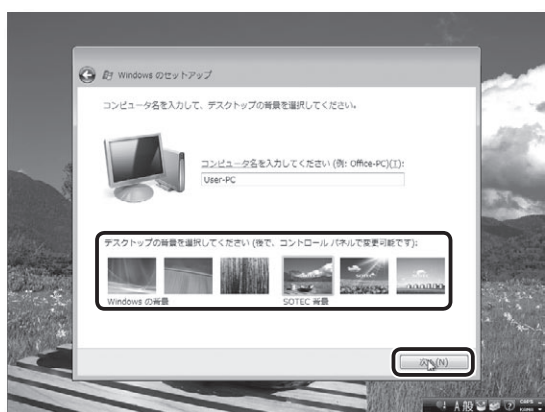 Windows のセットアップ
コンピュータ名を入力して、デスクトップの背景を選択してください。
コンピュータ名を入力してください (例: Office-PC)(T):
User-PC
デスクトップの背景を選択してください (後で、コントロール パネルで変更可能です):
Windows の背景
SOTEC 背景
(N)
A 般
CAPS
KANA